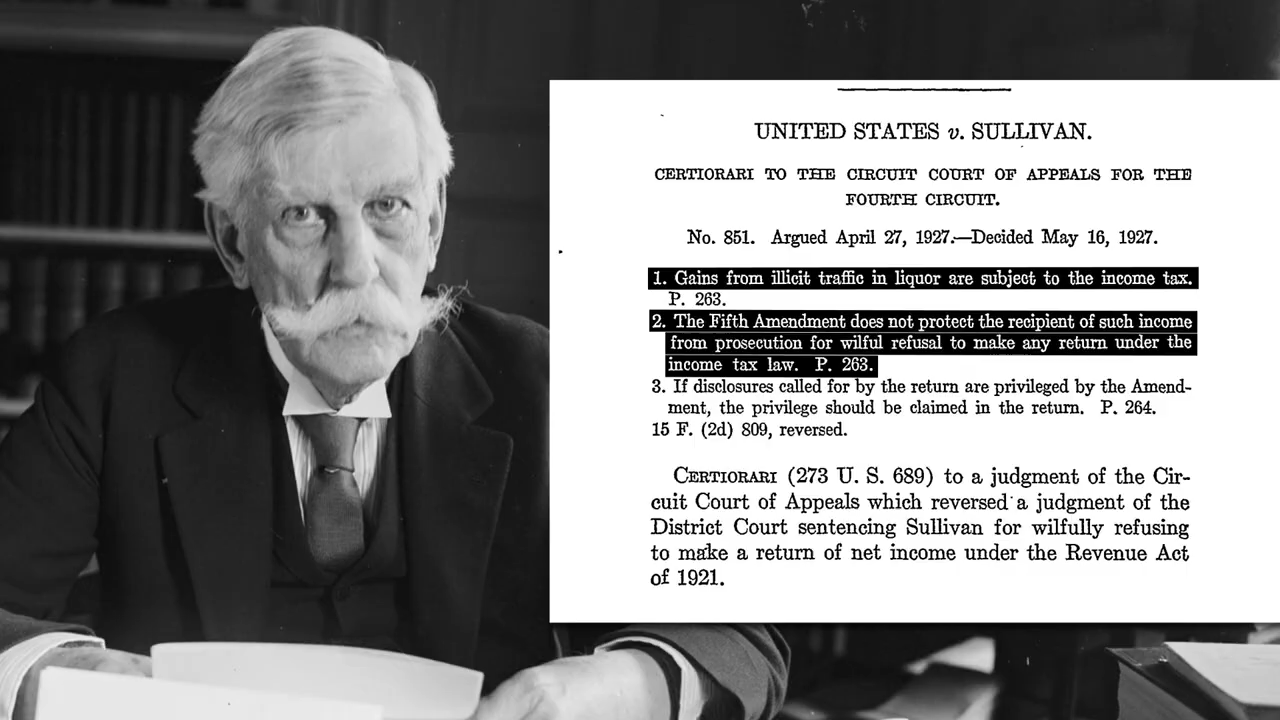 UNITED STATES v. SULLIVAN.
CERTIORARI TO THE CIRCUIT COURT OF APPEALS FOR THE
FOURTH CIRCUIT.
No. 851. Argued April 27, 1927.—Decided May 16, 1927.
1. Gains from illicit traffic in liquor are subject to the income tax.
P. 263.
2. The Fifth Amendment does not protect the recipient of such income
from prosecution for wilful refusal to make any return under the
income tax law. P. 263.
3. If disclosures called for by the return are privileged by the Amend-
ment, the privilege should be claimed in the return. P. 264.
15 F. (2d) 809, reversed.
CERTIORARI (273 U. S. 689) to a judgment of the Cir-
cuit Court of Appeals which reversed a judgment of the
District Court sentencing Sullivan for wilfully refusing
to make a return of net income under the Revenue Act
of 1921.